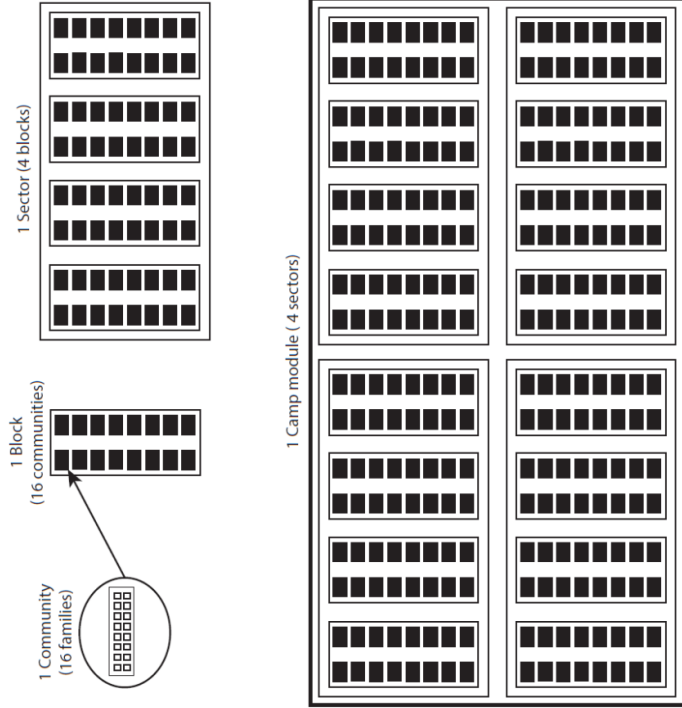 1 Community
(16 families)
1 Block
(16 communities)
1 Sector (4 blocks)
1 Camp module ( 4 sectors)